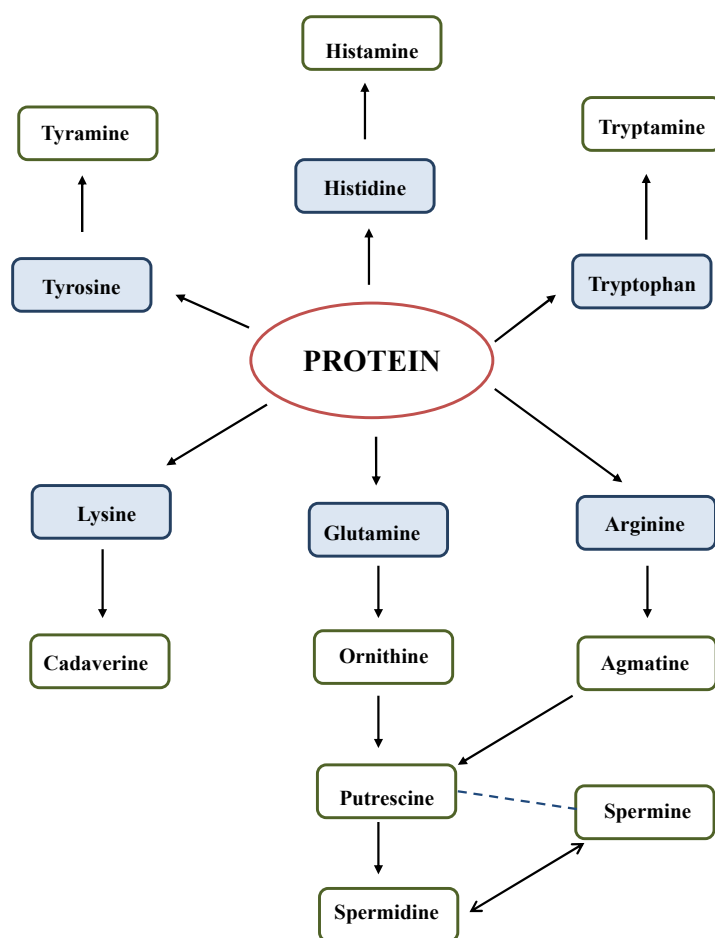 Histamine
Tyramine
Tryptamine
Histidine
Tyrosine
Tryptophan
PROTEIN
Lysine
Glutamine
Arginine
Cadaverine
Ornithine
Agmatine
Putrescine
Spermine
Spermidine